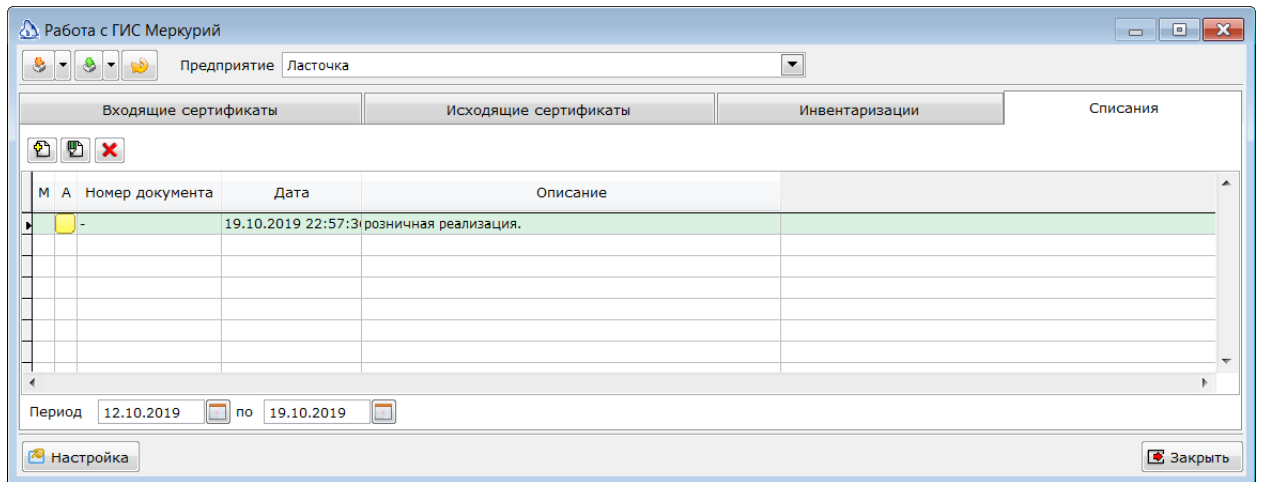 Работа с ГИС Меркурий
Предприятие Ласточка
Входящие сертификаты Исходящие сертификаты Инвентаризации Списания
М А Номер документа Дата Описание
- 19.10.2019 22:57:3 розничная реализация.
Период 12.10.2019 по 19.10.2019
Настройка Закрыть